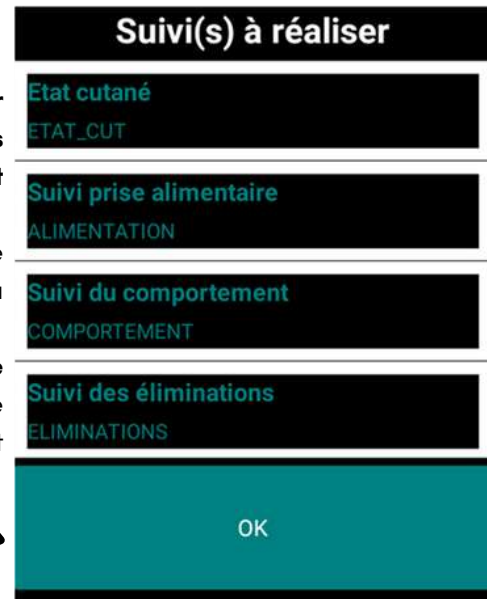 Suivi(s) à réaliser
Etat cutané
ETAT_CUT
Suivi prise alimentaire
ALIMENTATION
Suivi du comportement
COMPORTEMENT
Suivi des éliminations
ELIMINATIONS
OK